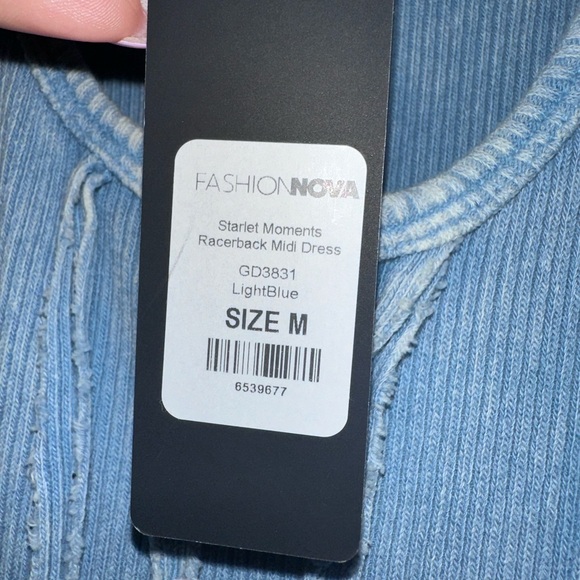 FASHIONNOVA
Starlet Moments
Racerback Midi Dress
GD3831
LightBlue
SIZE M
6539677